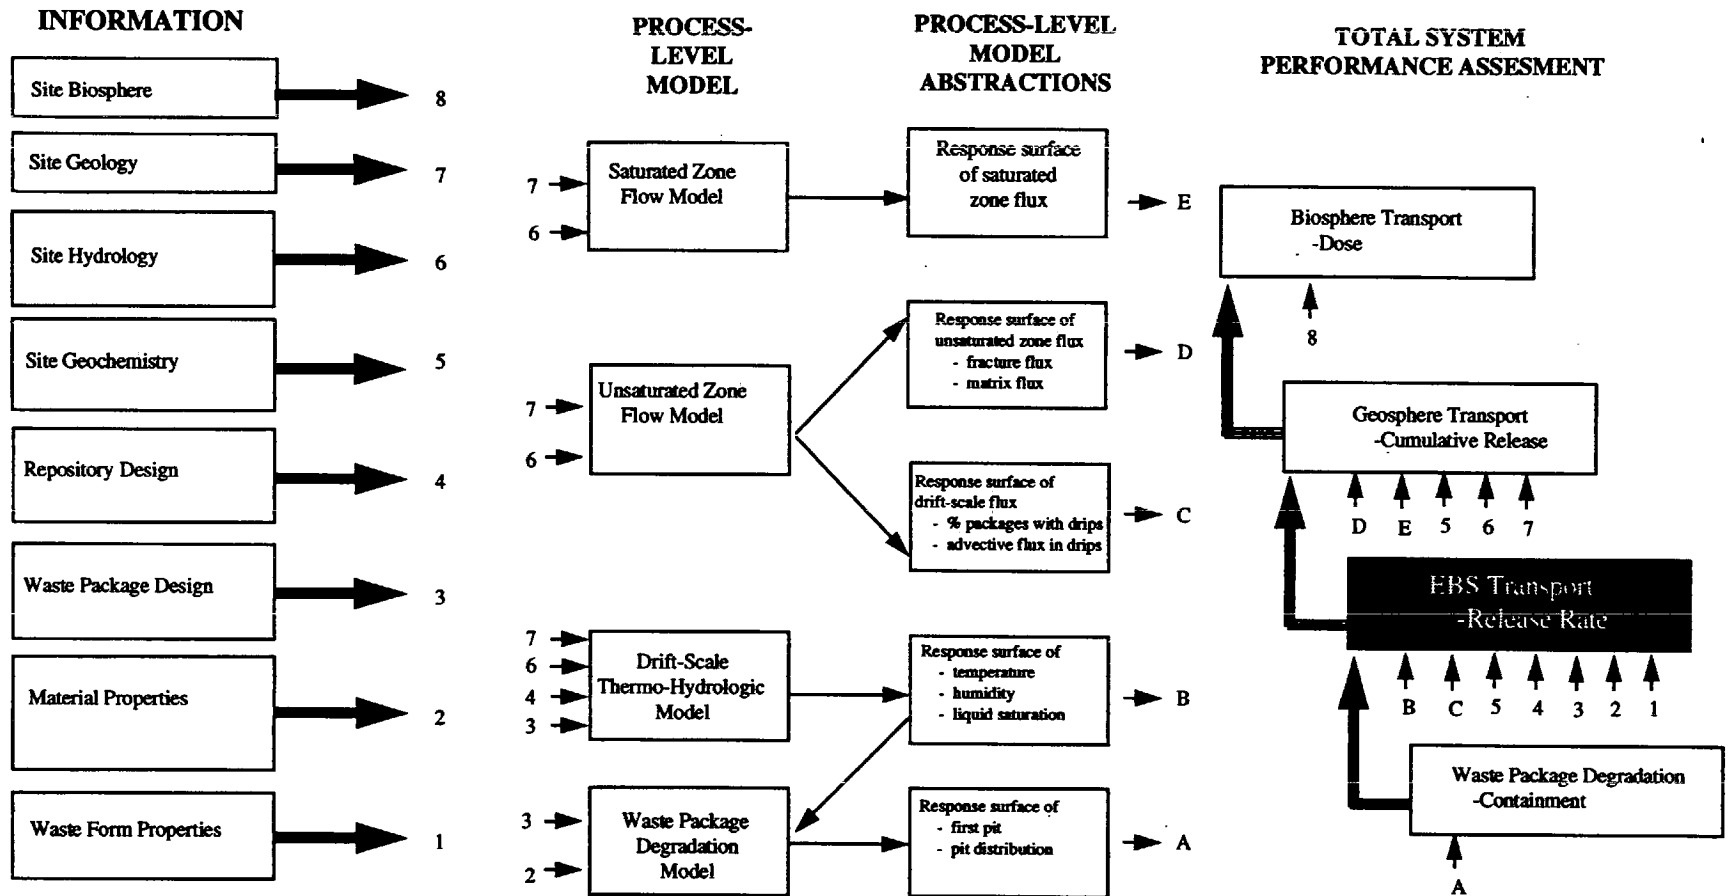 INFORMATION
Site Biosphere
8
Site Geology
7
Site Hydrology
6
Site Geochemistry
5
Repository Design
4
Waste Package Design
3
Material Properties
2
Waste Form Properties
1
PROCESS-
LEVEL
MODEL
7
6
Saturated Zone
Flow Model
7
6
Unsaturated Zone
Flow Model
7
6
4
3
Drift-Scale
Thermo-Hydrologic
Model
3
2
Waste Package
Degradation
Model
PROCESS-LEVEL
MODEL
ABSTRACTIONS
Response surface
of saturated
zone flux
E
Response surface of
unsaturated zone flux
- fracture flux
- matrix flux
D
Response surface of
drift-scale flux
- % packages with drips
- advective flux in drips
C
Response surface of
- temperature
- humidity
- liquid saturation
B
Response surface of
- first pit
- pit distribution
A
TOTAL SYSTEM
PERFORMANCE ASSESMENT
Biosphere Transport
-Dose
8
Geosphere Transport
-Cumulative Release
D E 5 6 7
EBS Transport
-Release Rate
B C 5 4 3 2 1
Waste Package Degradation
-Containment
A